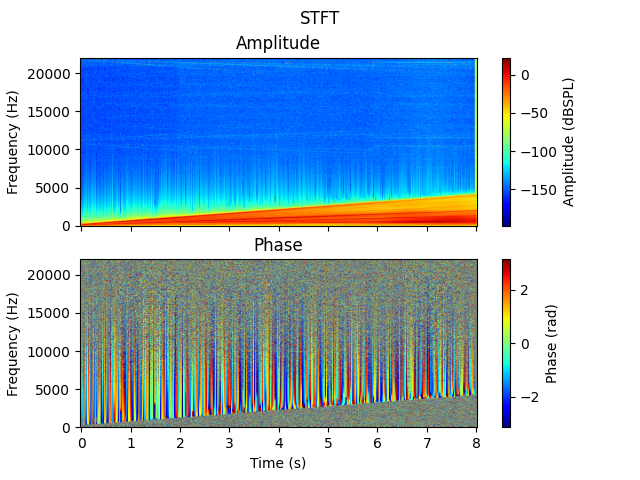 STFT
Amplitude
20000
15000
10000
5000
0
Frequency (Hz)
0
−50
−100
−150
Amplitude (dBSPL)
Phase
20000
15000
10000
5000
0
Frequency (Hz)
0 1 2 3 4 5 6 7 8
Time (s)
2
0
−2
Phase (rad)